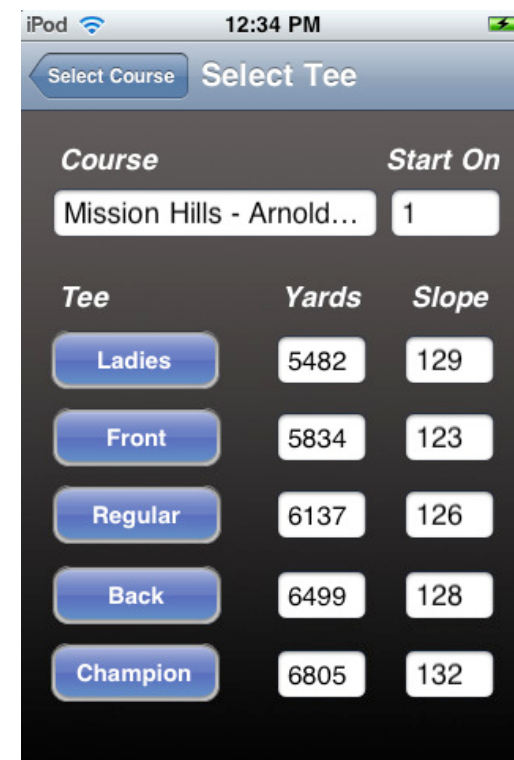 iPod 12:34 PM
Select Course Select Tee
Course Start On
Mission Hills - Arnold... 1
Tee Yards Slope
Ladies 5482 129
Front 5834 123
Regular 6137 126
Back 6499 128
Champion 6805 132